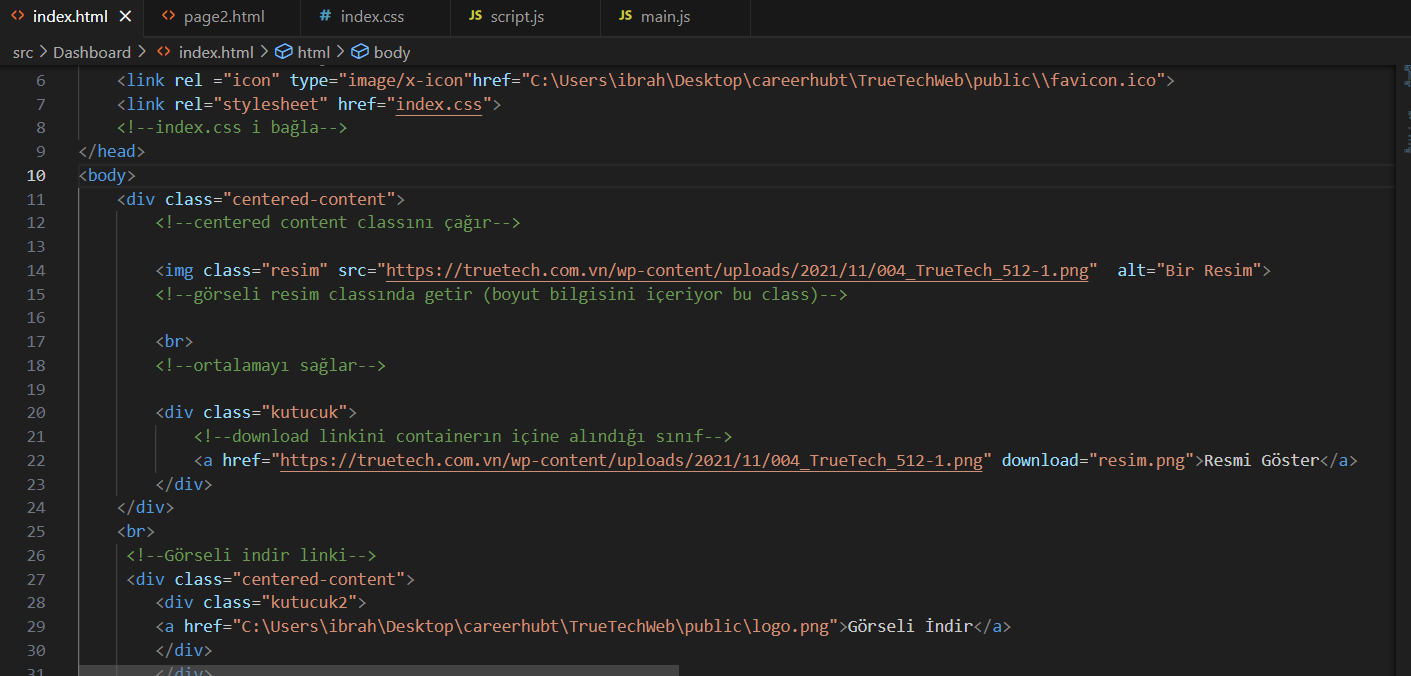 index.html
page2.html
# index.css
JS script.js
JS main.js
src > Dashboard > index.html > html > body
6 <link rel ="icon" type="image/x-icon"href="C:\Users\ibrah\Desktop\careerhubt\TrueTechWeb\public\\favicon.ico">
7 <link rel="stylesheet" href="index.css">
8 <!--index.css i bağla-->
9 </head>
10 <body>
11 <div class="centered-content">
12 <!--centered content classını çağır-->
13
14 <img class="resim" src="https://truetech.com.vn/wp-content/uploads/2021/11/004_TrueTech_512-1.png"  alt="Bir Resim">
15 <!--görseli resim classında getir (boyut bilgisini içeriyor bu class)-->
16
17 <br>
18 <!--ortalamayı sağlar-->
19
20 <div class="kutucuk">
21 <!--download linkini containerın içine alındığı sınıf-->
22 <a href="https://truetech.com.vn/wp-content/uploads/2021/11/004_TrueTech_512-1.png" download="resim.png">Resmi Göster</a>
23 </div>
24 </div>
25 <br>
26 <!--Görseli indir linki-->
27 <div class="centered-content">
28 <div class="kutucuk2">
29 <a href="C:\Users\ibrah\Desktop\careerhubt\TrueTechWeb\public\logo.png">Görseli İndir</a>
30 </div>
31 </div>